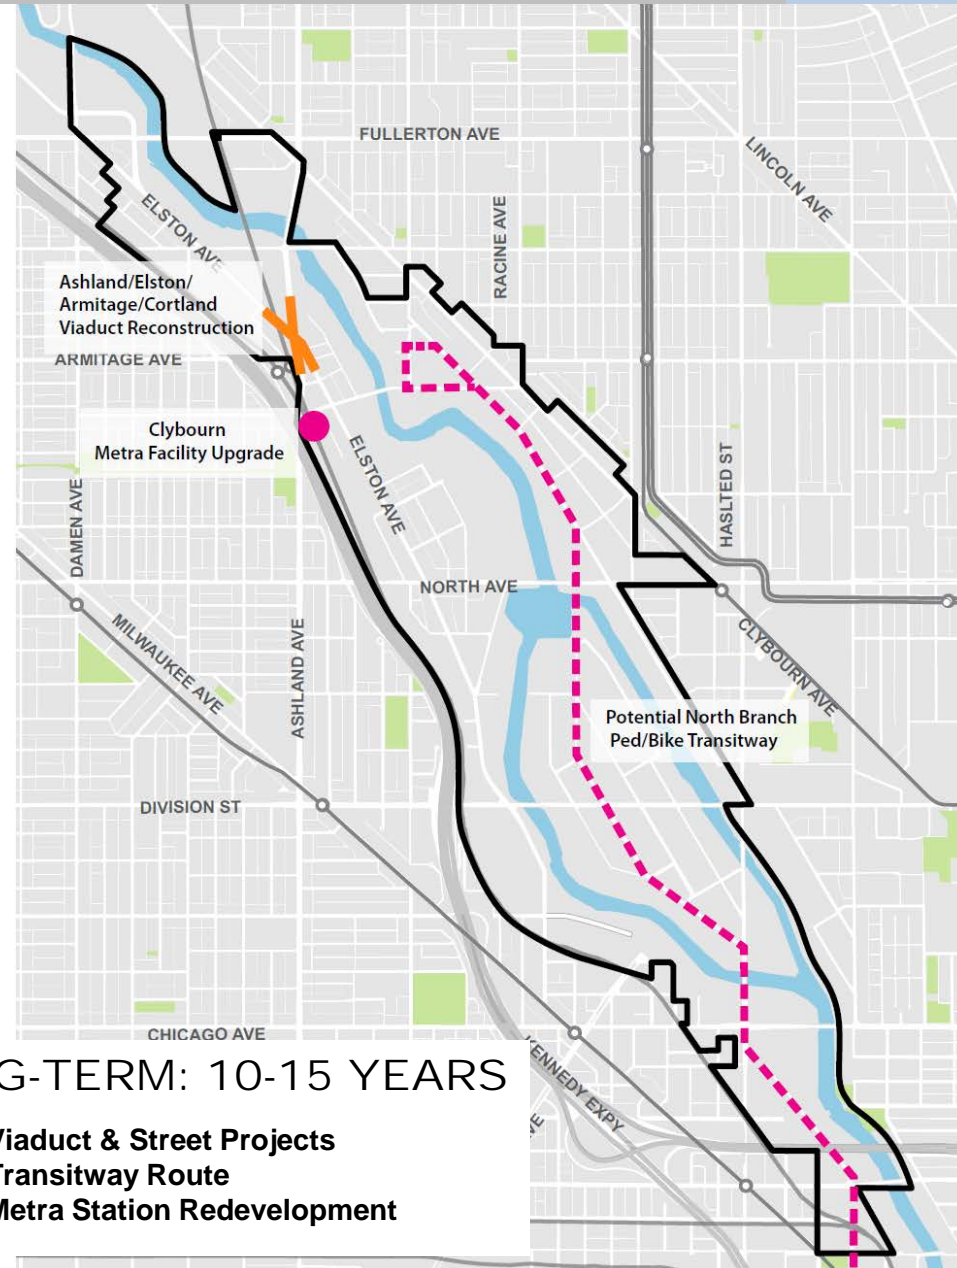 FULLERTON AVE
LINCOLN AVE
ELSTON AVE
RACINE AVE
Ashland/Elston/
Armitage/Cortland
Viaduct Reconstruction
ARMITAGE AVE
Clybourn
Metra Facility Upgrade
ELSTON AVE
HASLTED ST
DAMEN AVE
NORTH AVE
MILWAUKEE AVE
ASHLAND AVE
CLYBOURN AVE
Potential North Branch
Ped/Bike Transitway
DIVISION ST
CHICAGO AVE
KENNEDY EXPY
VE
G-TERM: 10-15 YEARS
Viaduct & Street Projects
Transitway Route
Metra Station Redevelopment